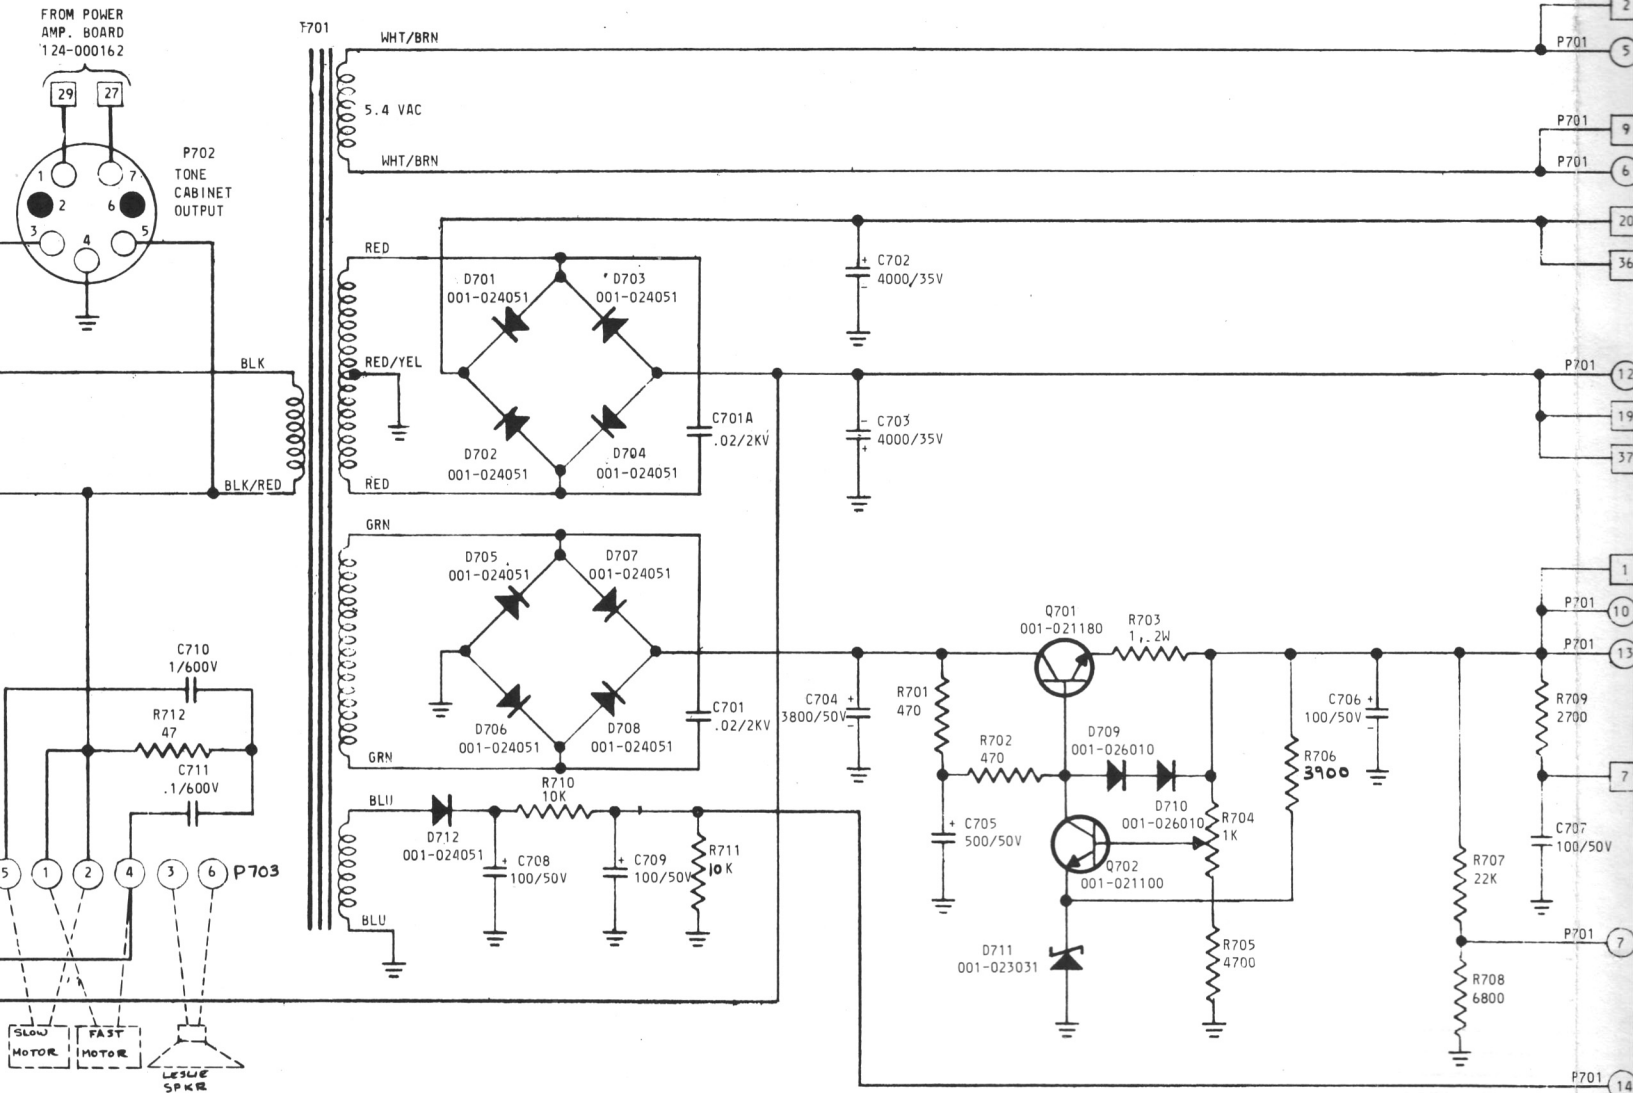 FROM POWER
AMP. BOARD
124-000162
29
27
P702
TONE
CABINET
OUTPUT
1
7
2
6
3
4
5
T701
WHT/BRN
5.4 VAC
WHT/BRN
P701
2
5
P701
9
P701
6
20
36
RED
D701
001-024051
D703
001-024051
C702
+
4000/35V
-
BLK
RED/YEL
D702
001-024051
D704
001-024051
C701A
.02/2KV
C703
-
4000/35V
+
P701
12
19
37
BLK/RED
RED
GRN
D705
001-024051
D707
001-024051
D706
001-024051
D708
001-024051
C701
.02/2KV
GRN
C704
3800/50V
+
-
R701
470
Q701
001-021180
R703
1,.2W
R702
470
D709
001-026010
D710
001-026010
R704
1K
C705
+
500/50V
Q702
001-021100
D711
001-023031
R705
4700
C706
+
100/50V
-
R706
3900
1
P701
10
P701
13
R709
2700
7
C707
+
100/50V
R707
22K
P701
7
R708
6800
P701
14
C710
1/600V
R712
47
C711
.1/600V
5
1
2
4
3
6
P703
BLU
D712
001-024051
R710
10K
C708
+
100/50V
C709
+
100/50V
R711
10K
BLU
SLOW
MOTOR
FAST
MOTOR
LESLIE
SPKR